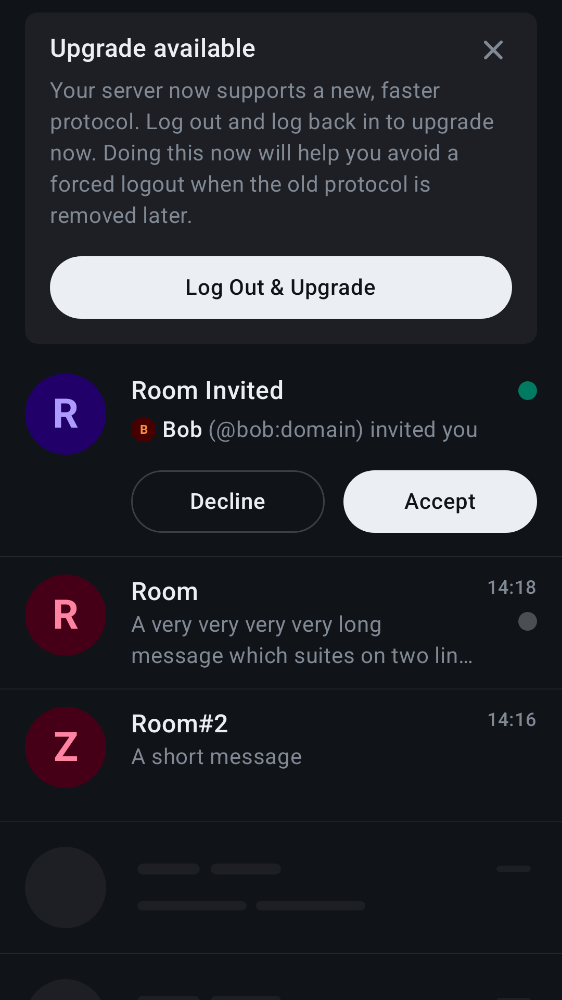 Upgrade available
Your server now supports a new, faster
protocol. Log out and log back in to upgrade
now. Doing this now will help you avoid a
forced logout when the old protocol is
removed later.
Log Out & Upgrade
R
Room Invited
B Bob (@bob:domain) invited you
Decline Accept
R
Room 14:18
A very very very very long
message which suites on two lin…
Z
Room#2 14:16
A short message